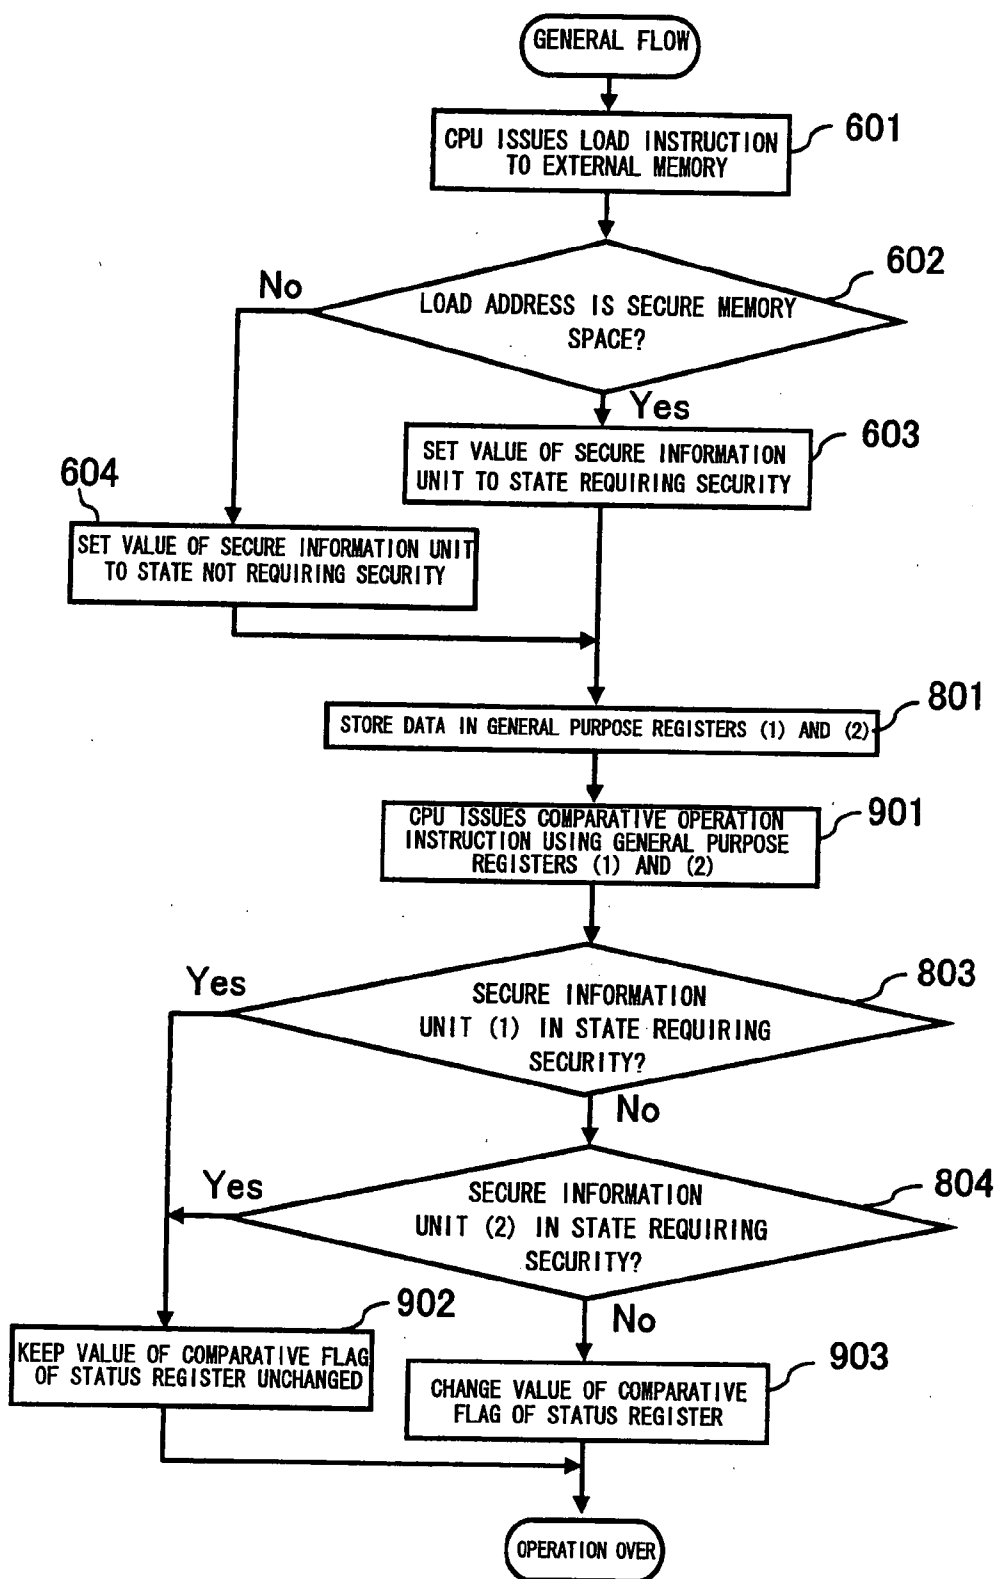 GENERAL FLOW
CPU ISSUES LOAD INSTRUCTION
TO EXTERNAL MEMORY
601
LOAD ADDRESS IS SECURE MEMORY
SPACE?
602
No
Yes
SET VALUE OF SECURE INFORMATION
UNIT TO STATE REQUIRING SECURITY
603
604
SET VALUE OF SECURE INFORMATION UNIT
TO STATE NOT REQUIRING SECURITY
STORE DATA IN GENERAL PURPOSE REGISTERS (1) AND (2)
801
CPU ISSUES COMPARATIVE OPERATION
INSTRUCTION USING GENERAL PURPOSE
REGISTERS (1) AND (2)
901
Yes
SECURE INFORMATION
UNIT (1) IN STATE REQUIRING
SECURITY?
803
No
Yes
SECURE INFORMATION
UNIT (2) IN STATE REQUIRING
SECURITY?
804
No
902
KEEP VALUE OF COMPARATIVE FLAG
OF STATUS REGISTER UNCHANGED
CHANGE VALUE OF COMPARATIVE
FLAG OF STATUS REGISTER
903
OPERATION OVER